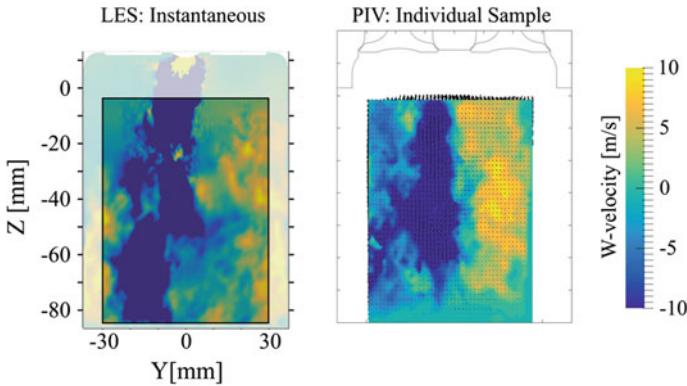 LES: Instantaneous
PIV: Individual Sample
0
-20
-40
-60
-80
Z [mm]
-30
0
30
Y[mm]
10
5
0
-5
-10
W-velocity [m/s]